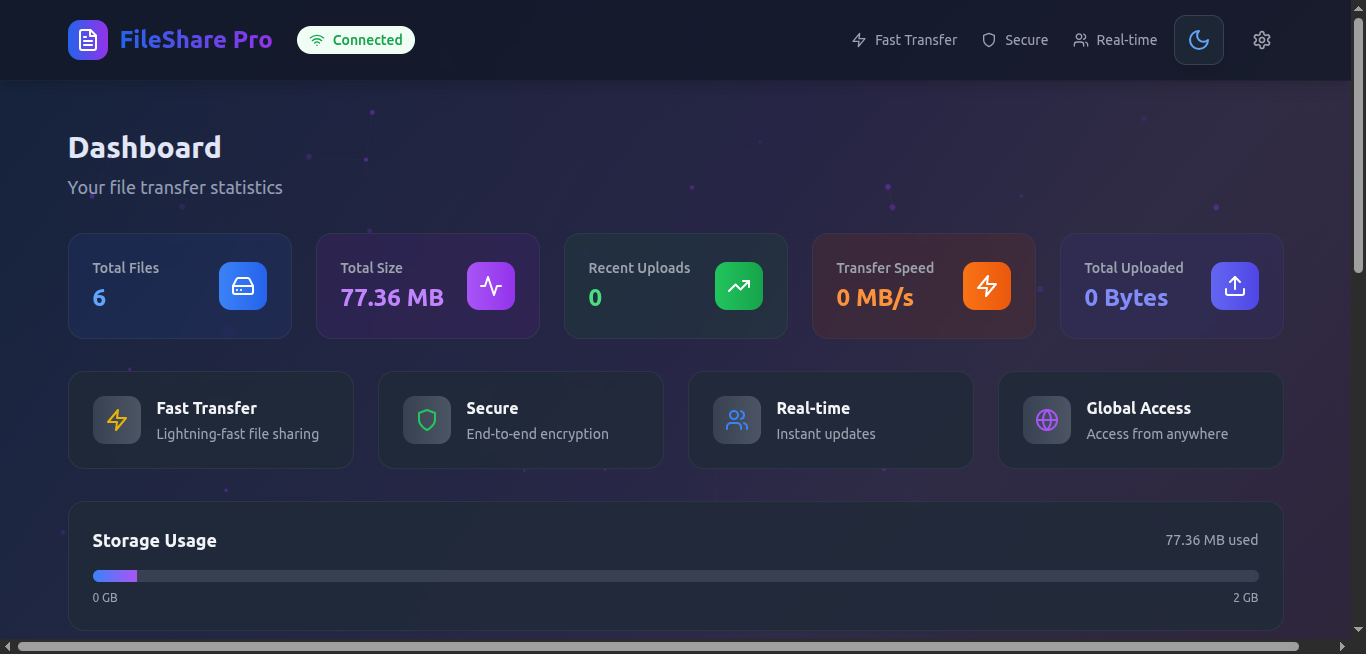 FileShare Pro
Connected
Fast Transfer
Secure
Real-time
Dashboard
Your file transfer statistics
Total Files
6
Total Size
77.36 MB
Recent Uploads
0
Transfer Speed
0 MB/s
Total Uploaded
0 Bytes
Fast Transfer
Lightning-fast file sharing
Secure
End-to-end encryption
Real-time
Instant updates
Global Access
Access from anywhere
Storage Usage
77.36 MB used
0 GB
2 GB